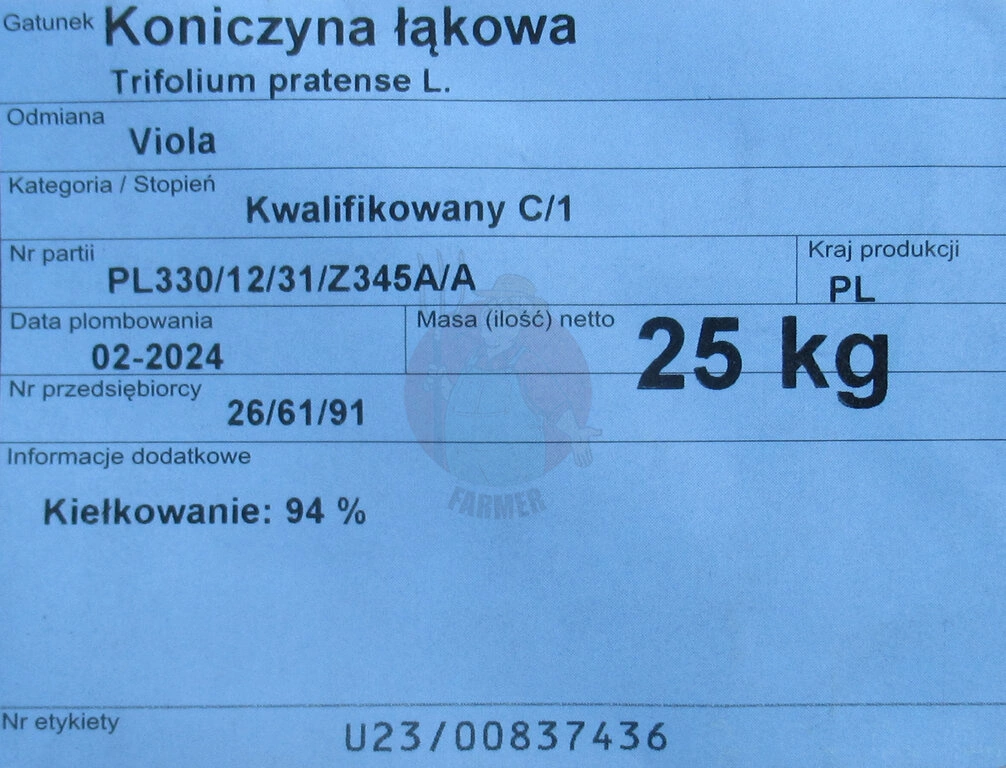 Gatunek Koniczyna łąkowa
Trifolium pratense L.
Odmiana
Viola
Kategoria / Stopień
Kwalifikowany C/1
Nr partii
PL330/12/31/Z345A/A
Kraj produkcji
PL
Data plombowania
02-2024
Masa (ilość) netto
25 kg
Nr przedsiębiorcy
26/61/91
Informacje dodatkowe
FARMER
Kiełkowanie: 94 %
Nr etykiety
U23/00837436